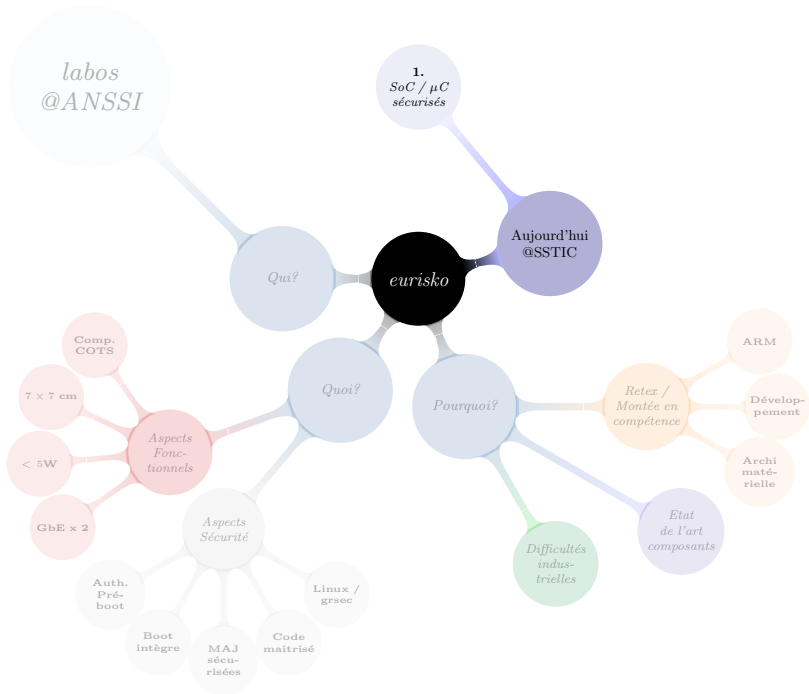 labos
@ANSSI
1.
SoC / µC
sécurisés
Aujourd'hui
@SSTIC
Qui?
eurisko
Comp.
COTS
7 × 7 cm
< 5W
GbE x 2
Aspects
Fonc-
tionnels
Quoi?
Pourquoi?
Retex /
Montée en
compétence
ARM
Dévelop-
pement
Archi
maté-
rielle
Aspects
Sécurité
Auth.
Pré-
boot
Boot
intègre
MAJ
sécu-
risées
Code
maitrisé
Linux /
grsec
Difficultés
indus-
trielles
Etat
de l'art
composants